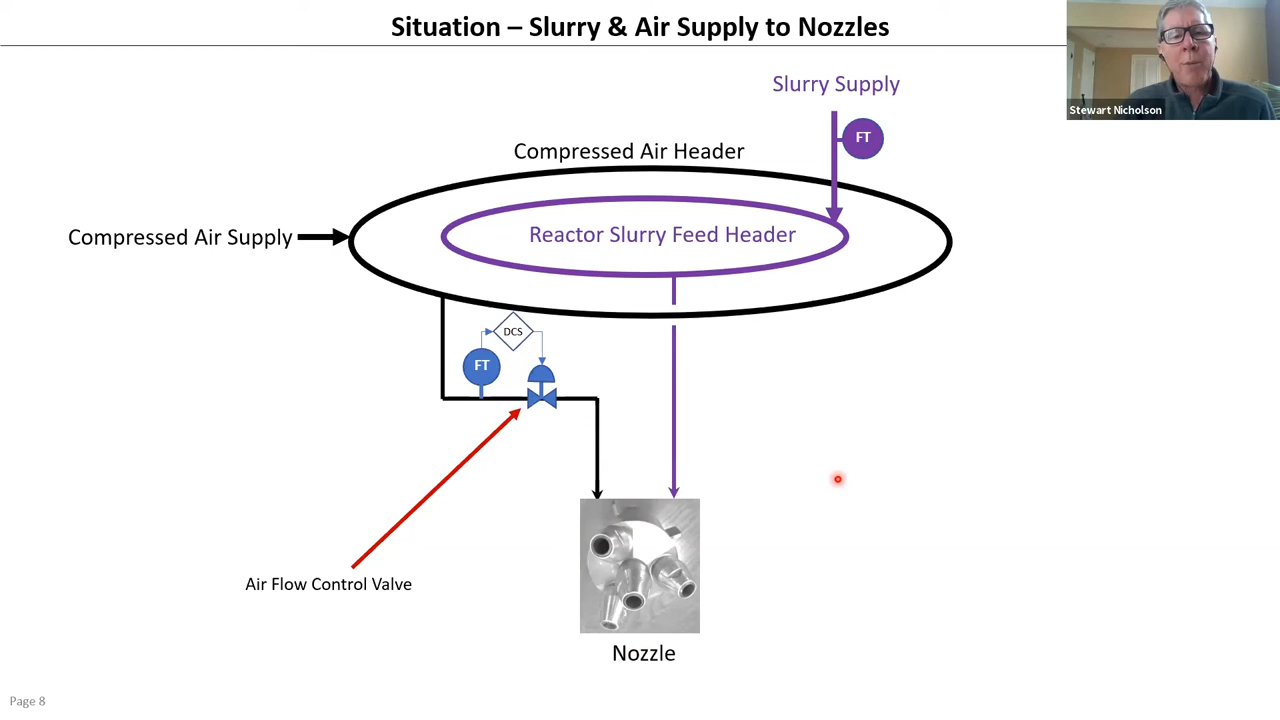 Situation – Slurry & Air Supply to Nozzles
Stewart Nicholson
Slurry Supply
FT
Compressed Air Header
Compressed Air Supply
Reactor Slurry Feed Header
DCS
FT
Air Flow Control Valve
Nozzle
Page 8